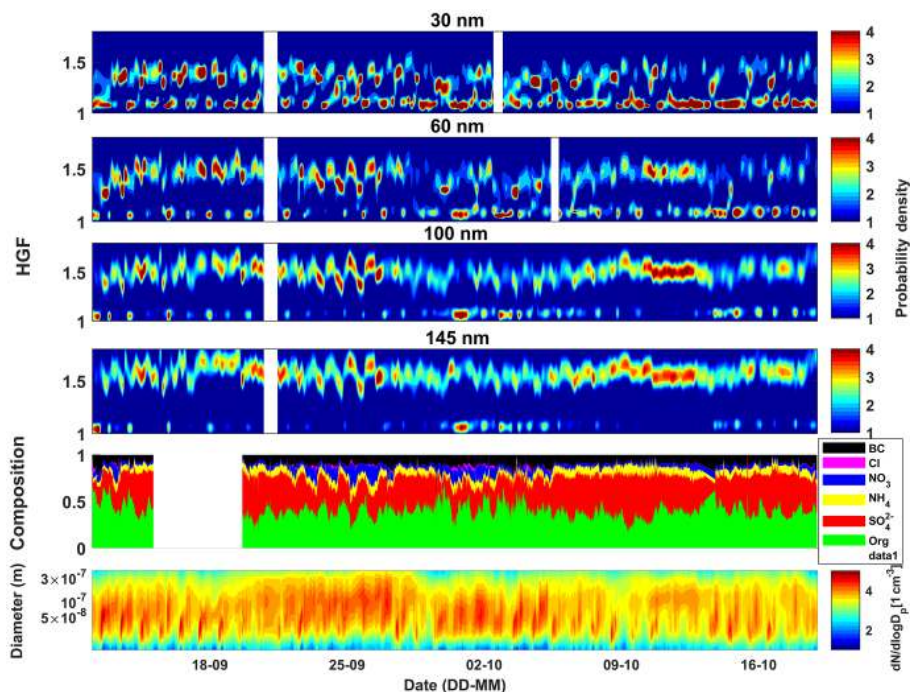 30 nm
1.5
1
4
3
2
1
60 nm
1.5
1
4
3
2
1
100 nm
1.5
1
4
3
2
1
145 nm
1.5
1
4
3
2
1
HGF
Probability density
Composition
1
0.5
0
BC
Cl
NO₃
NH₄
SO₄²⁻
Org
data1
Diameter (m)
3×10⁻⁷
10⁻⁷
5×10⁻⁸
4
2
dN/dlogDₚ[1 cm⁻³]
18-09 25-09 02-10 09-10 16-10
Date (DD-MM)